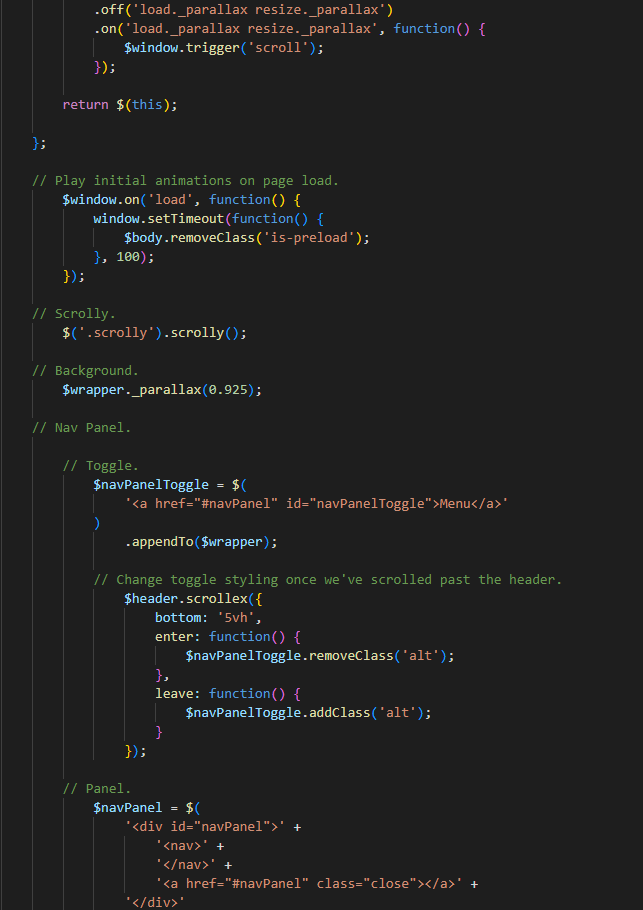 .off('load._parallax resize._parallax')
.on('load._parallax resize._parallax', function() {
$window.trigger('scroll');
});
return $(this);
};
// Play initial animations on page load.
$window.on('load', function() {
window.setTimeout(function() {
$body.removeClass('is-preload');
}, 100);
});
// Scrolly.
$('.scrolly').scrolly();
// Background.
$wrapper._parallax(0.925);
// Nav Panel.
// Toggle.
$navPanelToggle = $(
'<a href="#navPanel" id="navPanelToggle">Menu</a>'
)
.appendTo($wrapper);
// Change toggle styling once we've scrolled past the header.
$header.scrollex({
bottom: '5vh',
enter: function() {
$navPanelToggle.removeClass('alt');
},
leave: function() {
$navPanelToggle.addClass('alt');
}
});
// Panel.
$navPanel = $(
'<div id="navPanel">' +
'<nav>' +
'</nav>' +
'<a href="#navPanel" class="close"></a>' +
'</div>'